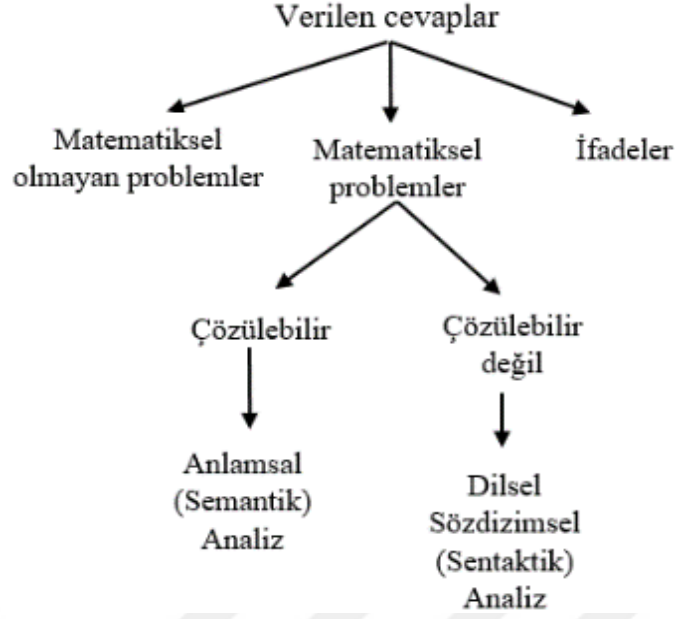 Verilen cevaplar
Matematiksel
olmayan problemler
Matematiksel
problemler
İfadeler
Çözülebilir
Çözülebilir
değil
Anlamsal
(Semantik)
Analiz
Dilsel
Sözdizimsel
(Sentaktik)
Analiz